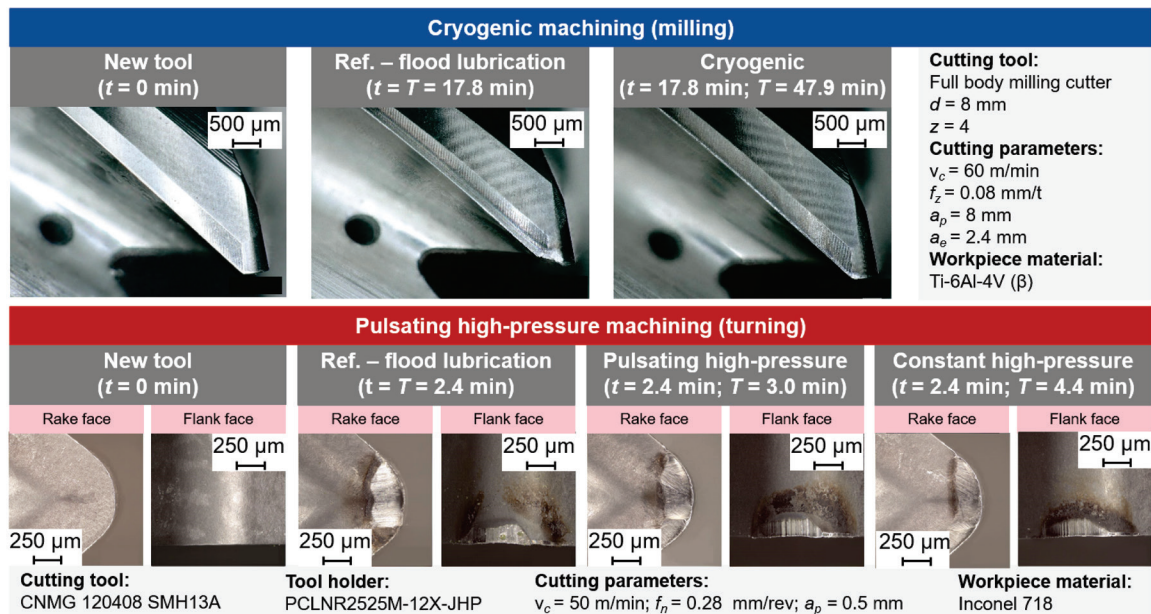 Cryogenic machining (milling)
New tool
(t = 0 min)
Ref. – flood lubrication
(t = T = 17.8 min)
Cryogenic
(t = 17.8 min; T = 47.9 min)
500 µm
500 µm
500 µm
Cutting tool:
Full body milling cutter
d = 8 mm
z = 4
Cutting parameters:
v_c = 60 m/min
f_z = 0.08 mm/t
a_p = 8 mm
a_e = 2.4 mm
Workpiece material:
Ti-6Al-4V (β)
Pulsating high-pressure machining (turning)
New tool
(t = 0 min)
Ref. – flood lubrication
(t = T = 2.4 min)
Pulsating high-pressure
(t = 2.4 min; T = 3.0 min)
Constant high-pressure
(t = 2.4 min; T = 4.4 min)
Rake face
Flank face
Rake face
Flank face
Rake face
Flank face
Rake face
Flank face
250 µm
250 µm
250 µm
250 µm
250 µm
250 µm
250 µm
250 µm
Cutting tool:
CNMG 120408 SMH13A
Tool holder:
PCLNR2525M-12X-JHP
Cutting parameters:
v_c = 50 m/min; f_n = 0.28 mm/rev; a_p = 0.5 mm
Workpiece material:
Inconel 718